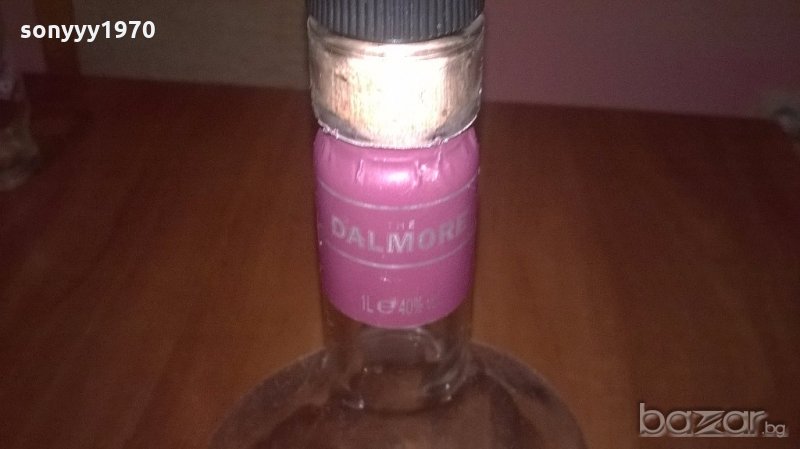 sonyyy1970
THE
DALMORE
1L e 40%
bazar.bg